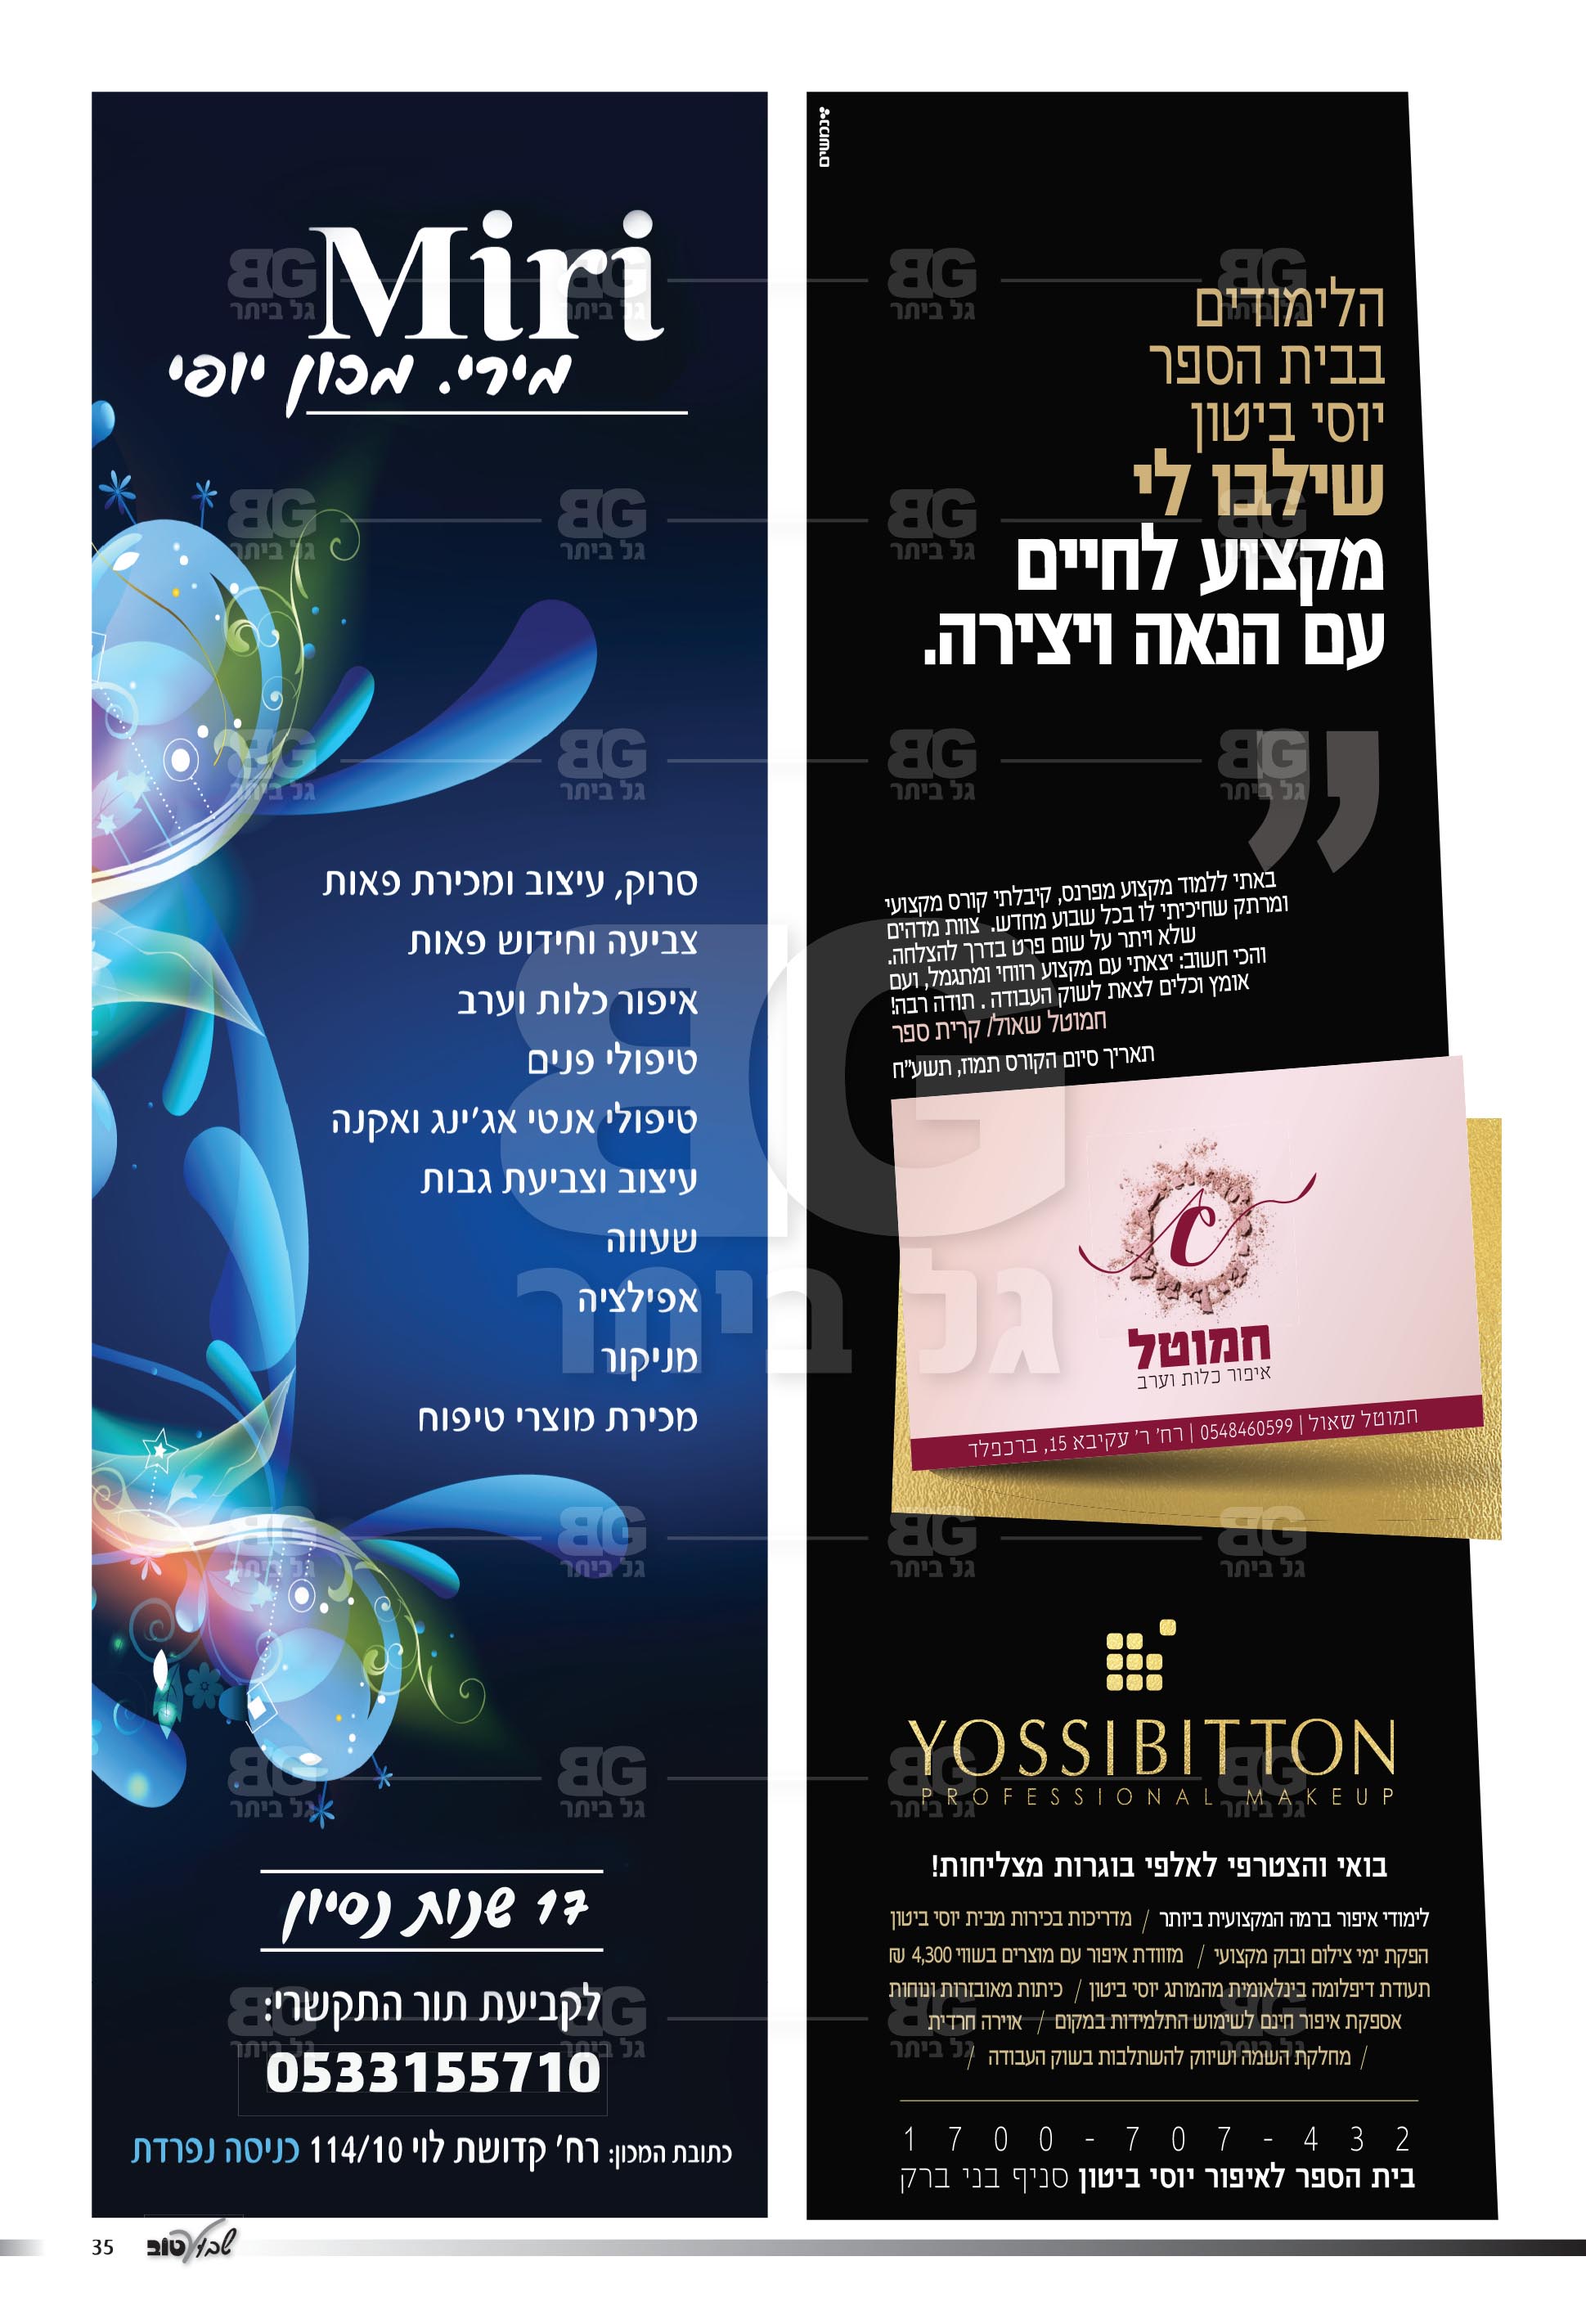 נמשים
הלימודים
בבית הספר
יוסי ביטון
שילבו לי
מקצוע לחיים
עם הנאה ויצירה.
”
באתי ללמוד מקצוע מפרנס, קיבלתי קורס מקצועי
ומרתק שחיכיתי לו בכל שבוע מחדש. צוות מדהים
שלא ויתר על שום פרט בדרך להצלחה.
והכי חשוב: יצאתי עם מקצוע רווחי ומתגמל, ועם
אומץ וכלים לצאת לשוק העבודה . תודה רבה!
חמוטל שאול/ קרית ספר
תאריך סיום הקורס תמוז, תשע"ח
c
חמוטל
איפור כלות וערב
חמוטל שאול | 0548460599 | רח' ר' עקיבא 15, ברכפלד
YOSSIBITTON
PROFESSIONAL MAKEUP
בואי והצטרפי לאלפי בוגרות מצליחות!
לימודי איפור ברמה המקצועית ביותר / מדריכות בכירות מבית יוסי ביטון
הפקת ימי צילום ובוק מקצועי / מזוודת איפור עם מוצרים בשווי 4,300 ₪
תעודת דיפלומה בינלאומית מהמותג יוסי ביטון / כיתות מאובזרות ונוחות
אספקת איפור חינם לשימוש התלמידות במקום / אוירה חרדית
/ מחלקת השמה ושיווק להשתלבות בשוק העבודה /
1700-707-432
בית הספר לאיפור יוסי ביטון סניף בני ברק
Miri
מירי. מכון יופי
סרוק, עיצוב ומכירת פאות
צביעה וחידוש פאות
איפור כלות וערב
טיפולי פנים
טיפולי אנטי אג'ינג ואקנה
עיצוב וצביעת גבות
שעווה
אפילציה
מניקור
מכירת מוצרי טיפוח
17 שנות נסיון
לקביעת תור התקשרי:
0533155710
כתובת המכון: רח' קדושת לוי 114/10 כניסה נפרדת
BG
גל ביתר
35
שבוע טוב